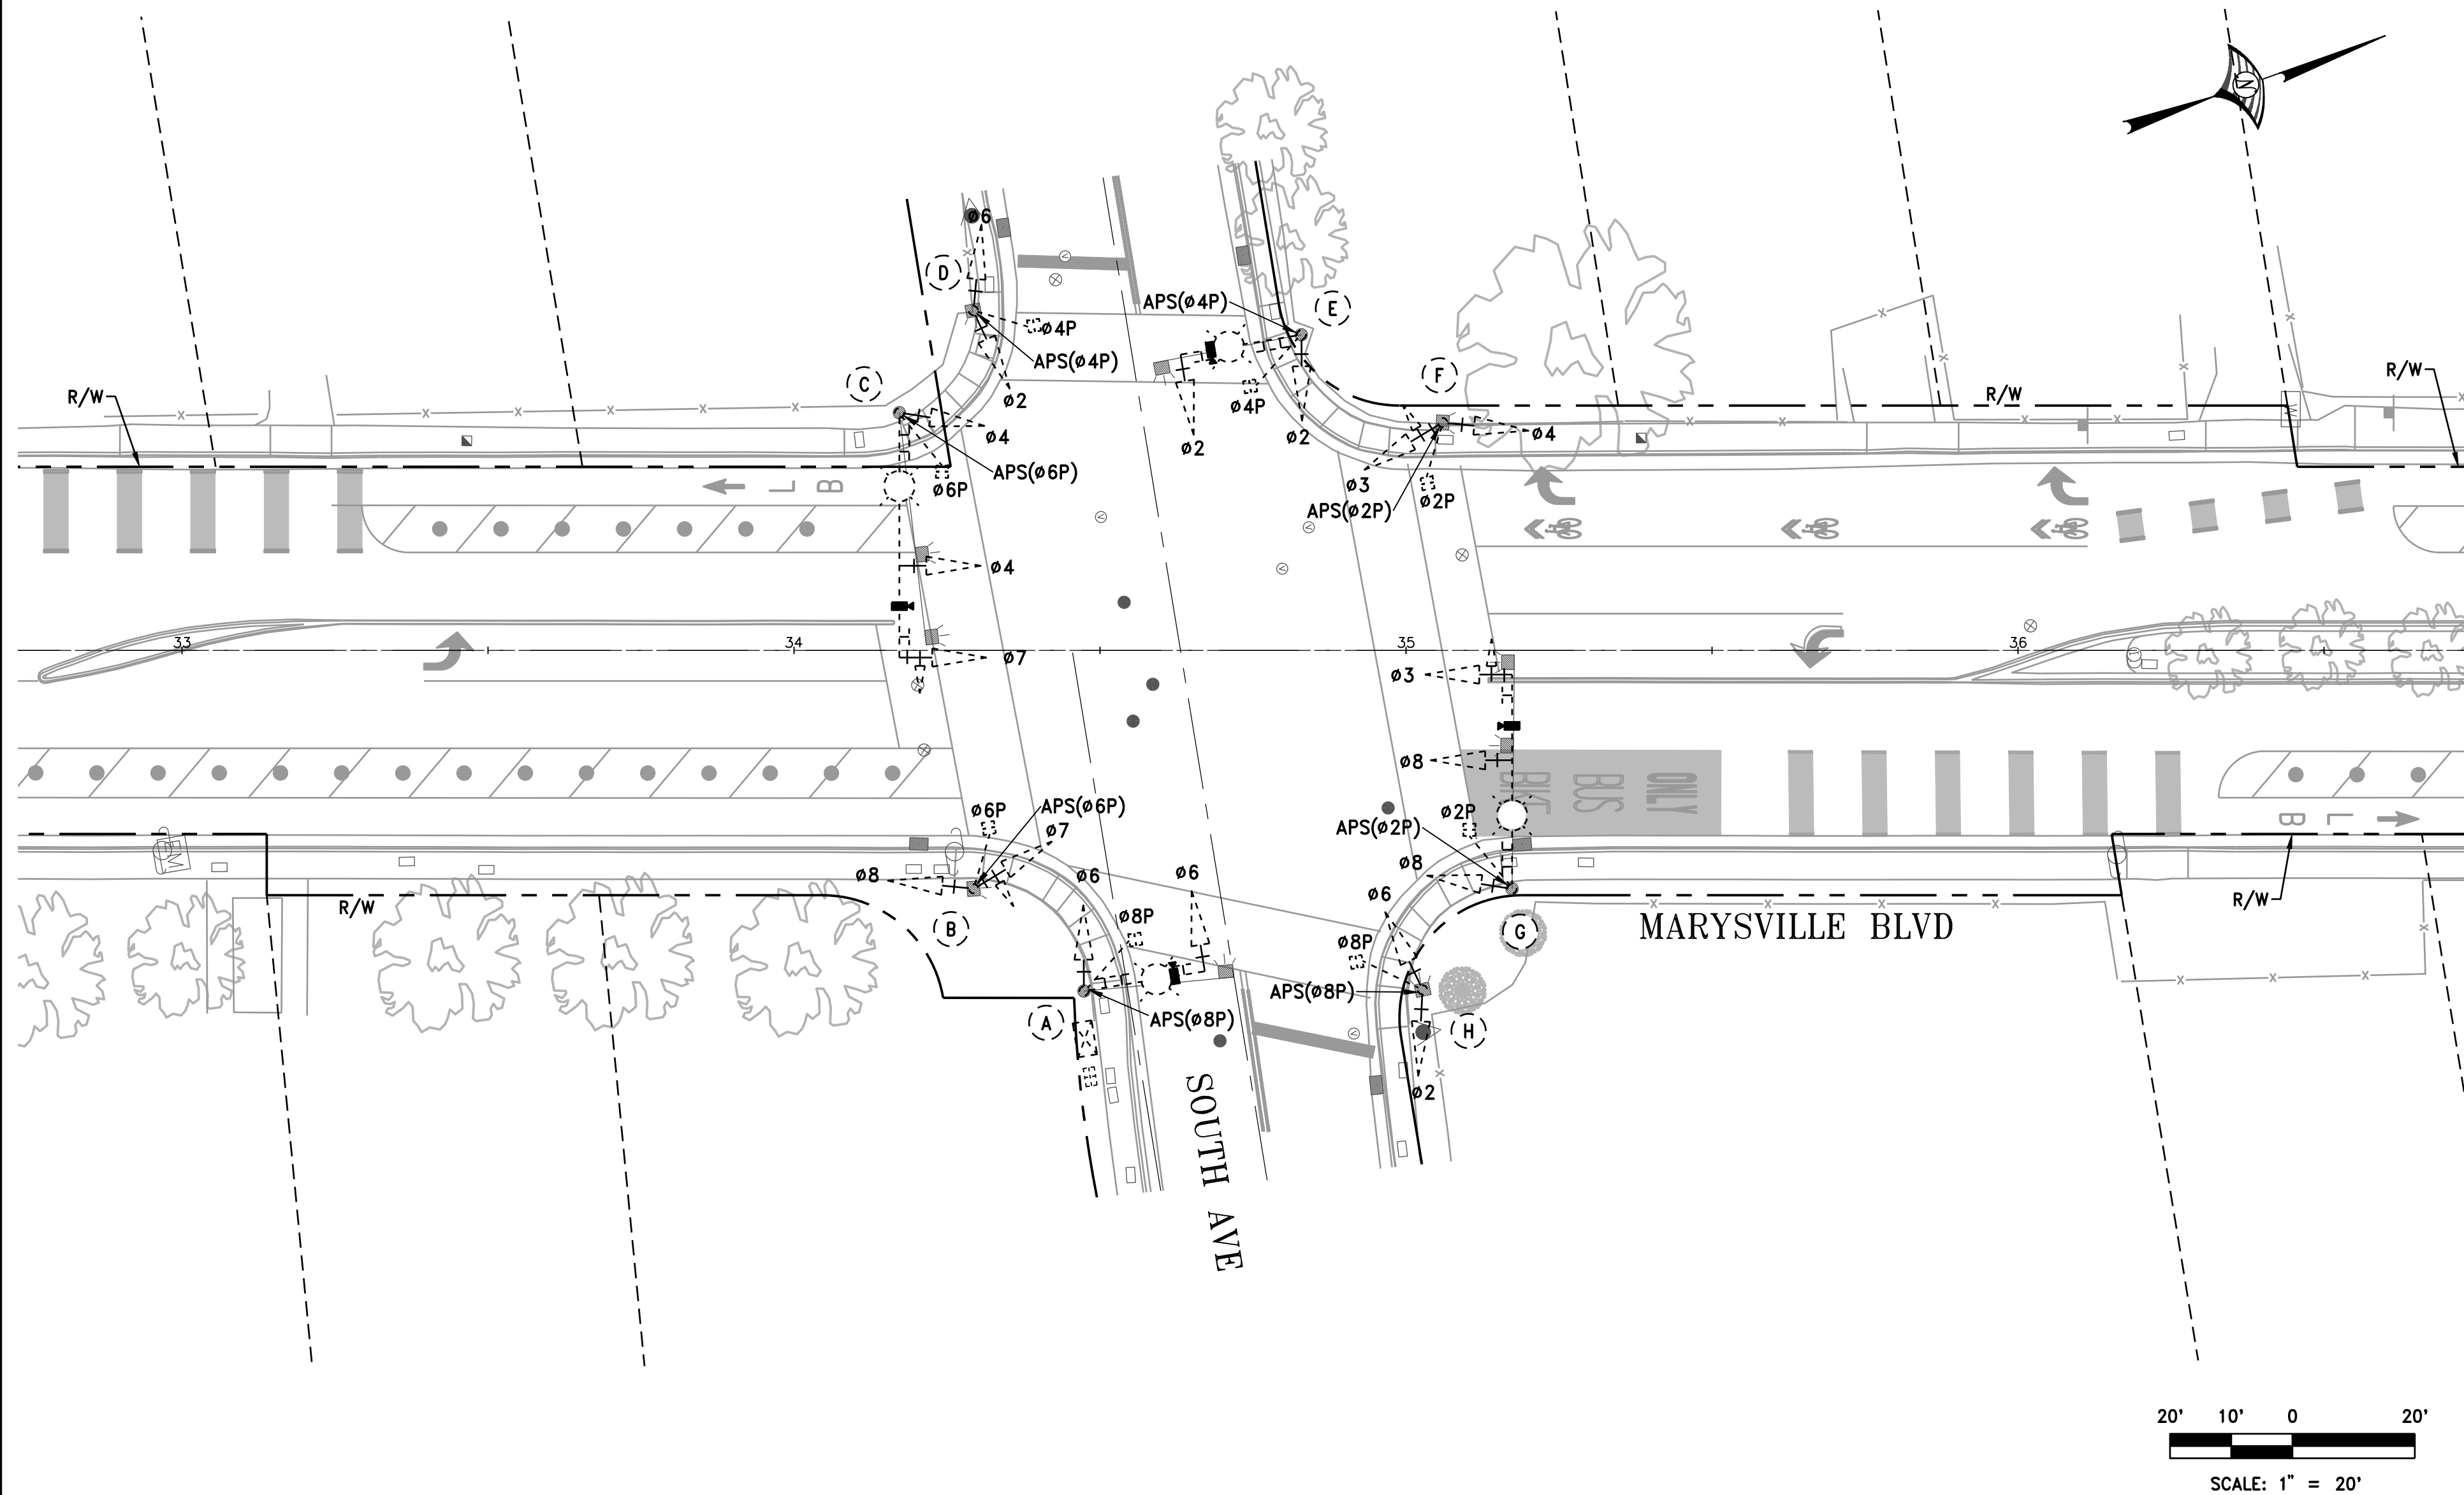 N
ø6
D
APS(ø4P)
E
ø4P
APS(ø4P)
C
F
R/W
R/W
R/W
ø2
ø4P
ø4
ø2
ø2
ø4
APS(ø6P)
ø6P
ø3
ø2P
APS(ø2P)
L B
ø4
33
34
35
36
ø7
ø3
ø8
BIKE
BUS
ONLY
ø6P
APS(ø6P)
ø7
ø2P
APS(ø2P)
B L
EM
ø8
ø6
ø6
ø8
ø6
R/W
R/W
B
ø8P
ø8P
G
MARYSVILLE BLVD
APS(ø8P)
A
APS(ø8P)
H
ø2
SOUTH AVE
20' 10' 0 20'
SCALE: 1" = 20'